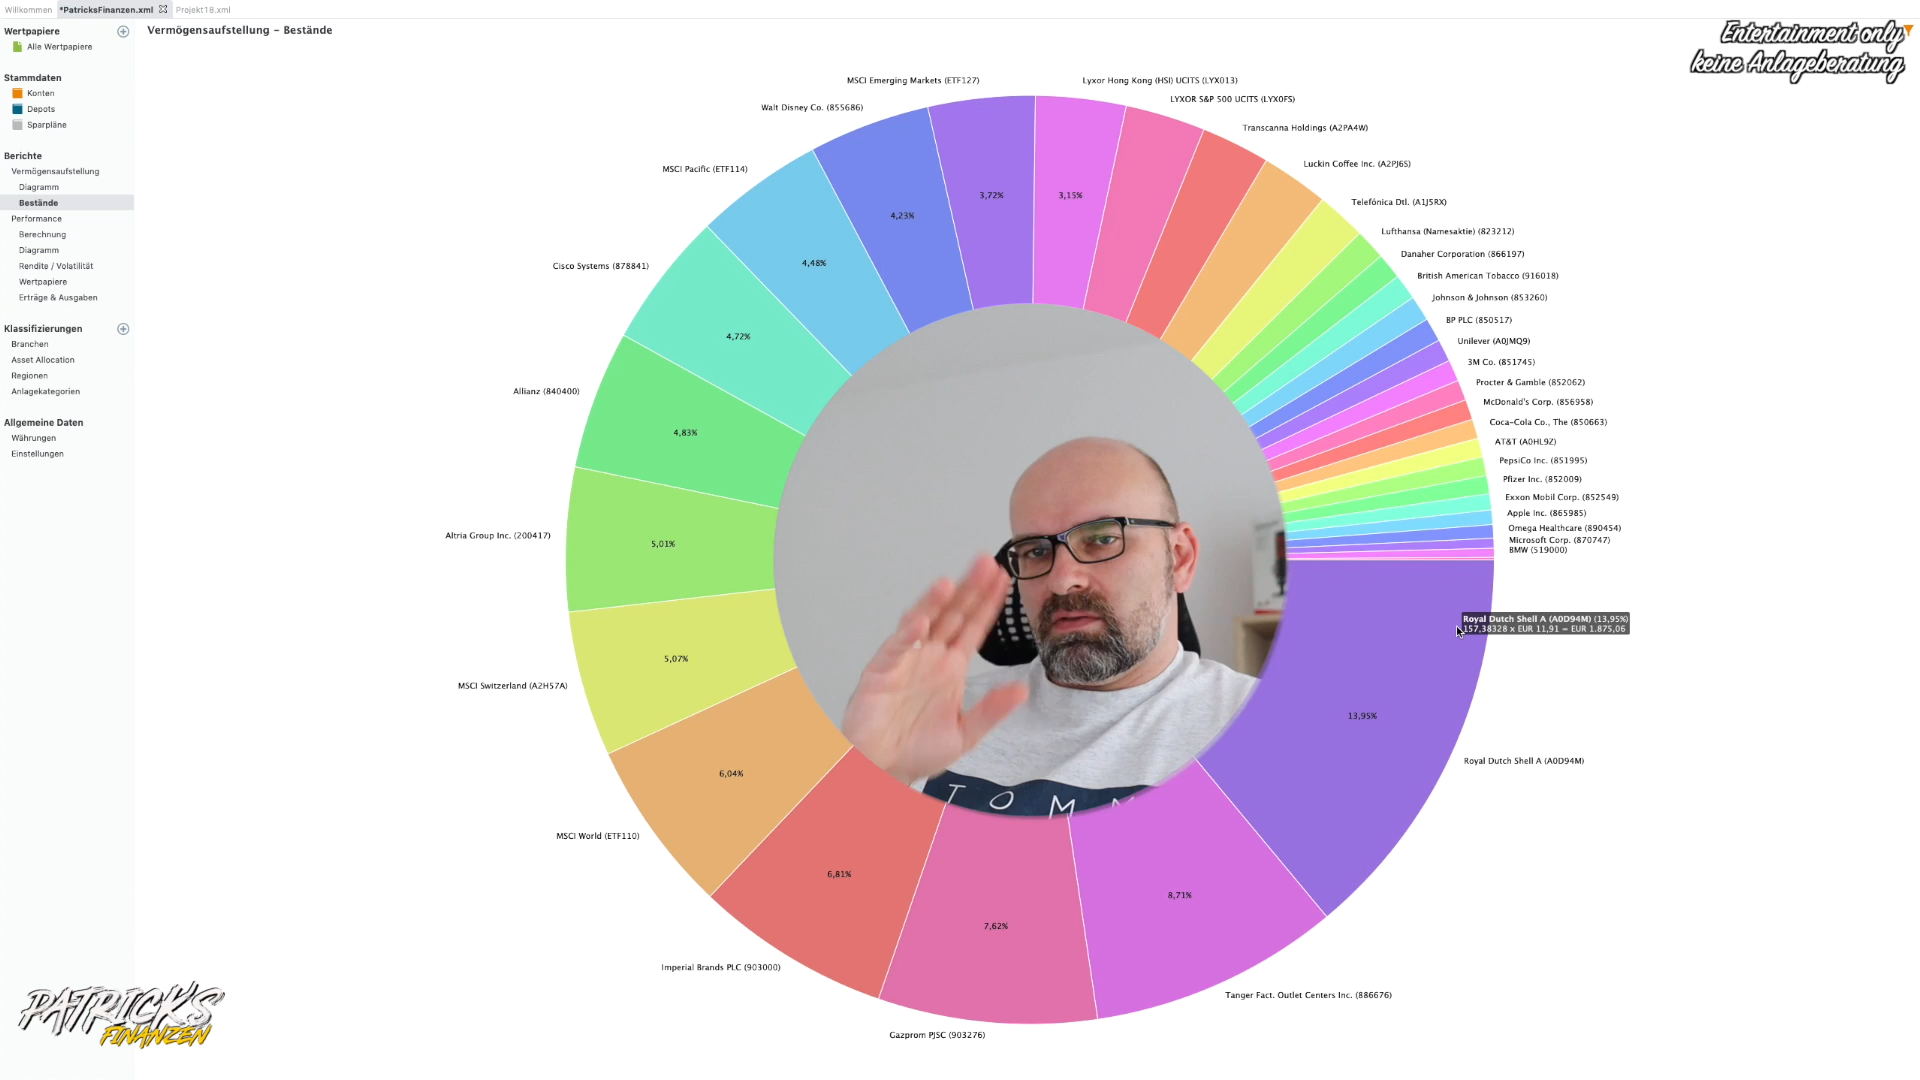 Willkommen
*PatricksFinanzen.xml
Projekt18.xml
Wertpapiere
Alle Wertpapiere
Stammdaten
Konten
Depots
Sparpläne
Berichte
Vermögensaufstellung
Diagramm
Bestände
Performance
Berechnung
Diagramm
Rendite / Volatilität
Wertpapiere
Erträge & Ausgaben
Klassifizierungen
Branchen
Asset Allocation
Regionen
Anlagekategorien
Allgemeine Daten
Währungen
Einstellungen
Vermögensaufstellung – Bestände
Entertainment only
keine Anlageberatung
MSCI Emerging Markets (ETF127)
Lyxor Hong Kong (HSI) UCITS (LYX013)
Walt Disney Co. (855686)
LYXOR S&P 500 UCITS (LYX0FS)
Transcanna Holdings (A2PA4W)
MSCI Pacific (ETF114)
Luckin Coffee Inc. (A2PJ6S)
Telefónica Dtl. (A1J5RX)
Lufthansa (Namesaktie) (823212)
Cisco Systems (878841)
Danaher Corporation (866197)
British American Tobacco (916018)
Johnson & Johnson (853260)
BP PLC (850517)
Unilever (A0JMQ9)
3M Co. (851745)
Procter & Gamble (852062)
Allianz (840400)
McDonald's Corp. (856958)
Coca-Cola Co., The (850663)
AT&T (A0HL9Z)
PepsiCo Inc. (851995)
Pfizer Inc. (852009)
Exxon Mobil Corp. (852549)
Apple Inc. (865985)
Omega Healthcare (890454)
Altria Group Inc. (200417)
Microsoft Corp. (870747)
BMW (519000)
3,72%
3,15%
4,23%
4,48%
4,72%
4,83%
5,01%
5,07%
6,04%
6,81%
7,62%
8,71%
13,95%
Royal Dutch Shell A (A0D94M) (13,95%)
157,38328 x EUR 11,91 = EUR 1.875,06
MSCI Switzerland (A2H57A)
Royal Dutch Shell A (A0D94M)
MSCI World (ETF110)
Imperial Brands PLC (903000)
Tanger Fact. Outlet Centers Inc. (886676)
Gazprom PJSC (903276)
TOMM
PATRICKS
FINANZEN